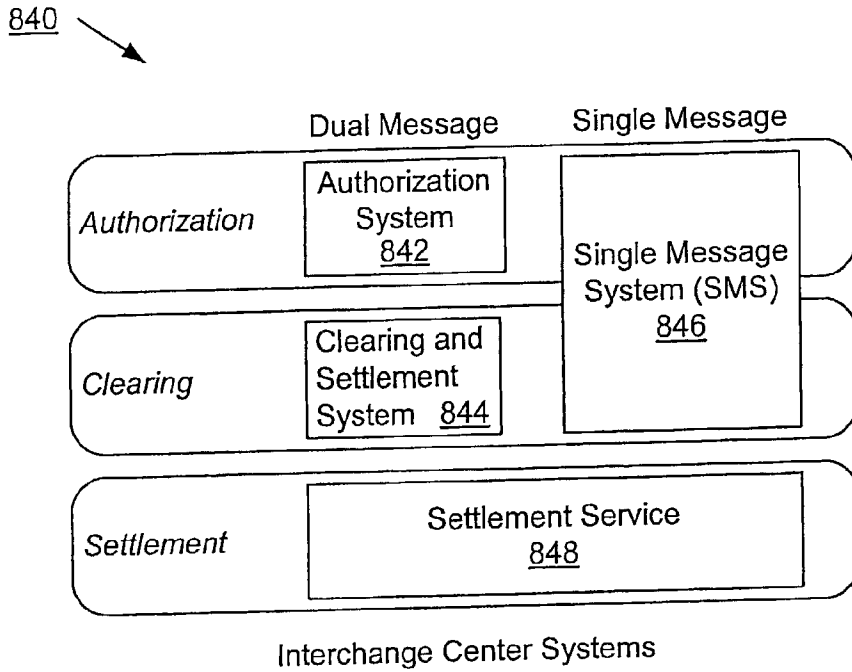 840
Dual Message
Single Message
Authorization
Authorization
System
842
Single Message
System (SMS)
846
Clearing
Clearing and
Settlement
System 844
Settlement
Settlement Service
848
Interchange Center Systems